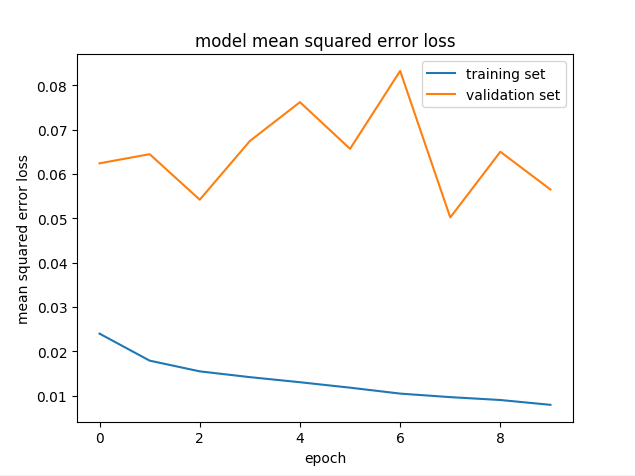 model mean squared error loss
training set
validation set
mean squared error loss
0.08
0.07
0.06
0.05
0.04
0.03
0.02
0.01
0 2 4 6 8
epoch